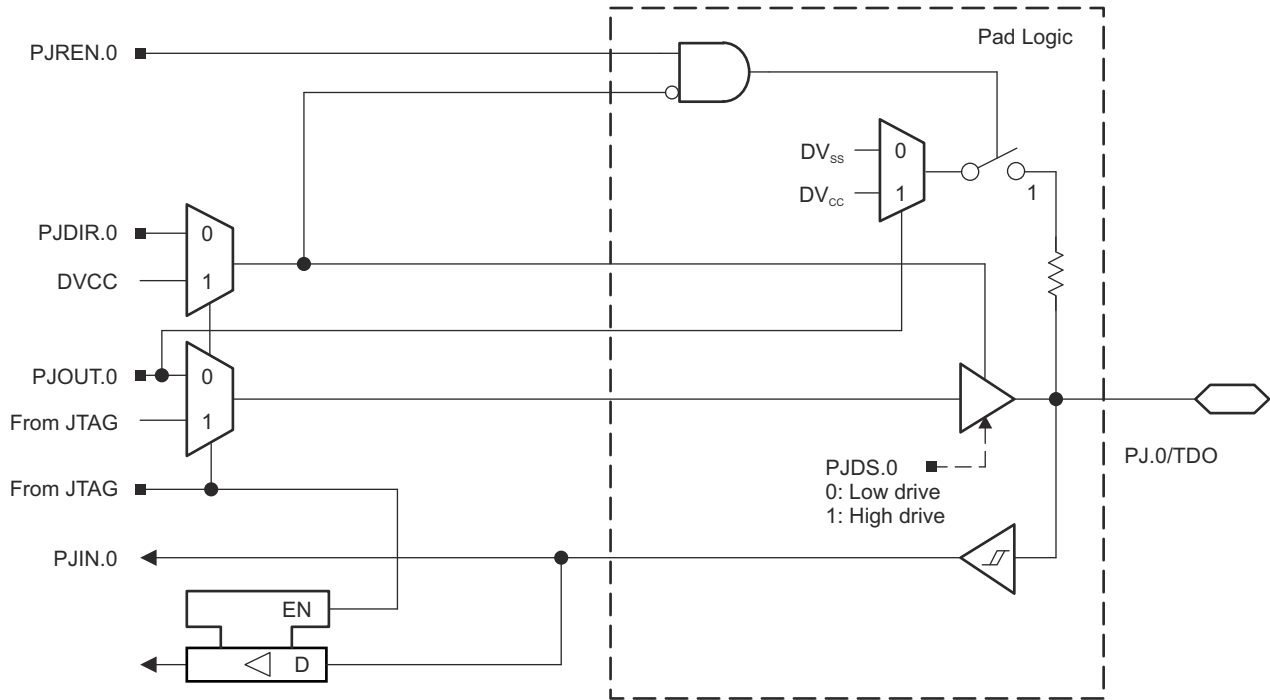 Pad Logic
PJREN.0
DVSS
0
DVCC
1
1
PJDIR.0
0
DVCC
1
PJOUT.0
0
From JTAG
1
PJDS.0
0: Low drive
1: High drive
PJ.0/TDO
From JTAG
PJIN.0
EN
D